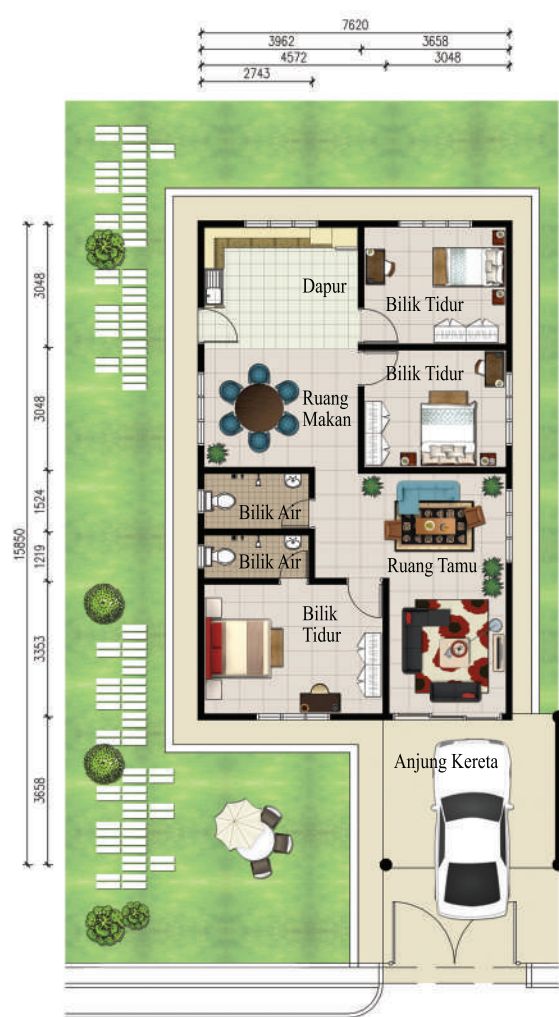 7620
3962 3658
4572 3048
2743
3048
3048
1524
1219
3353
3658
15850
Dapur
Bilik Tidur
Bilik Tidur
Ruang
Makan
Bilik Air
Bilik Air
Ruang Tamu
Bilik
Tidur
Anjung Kereta